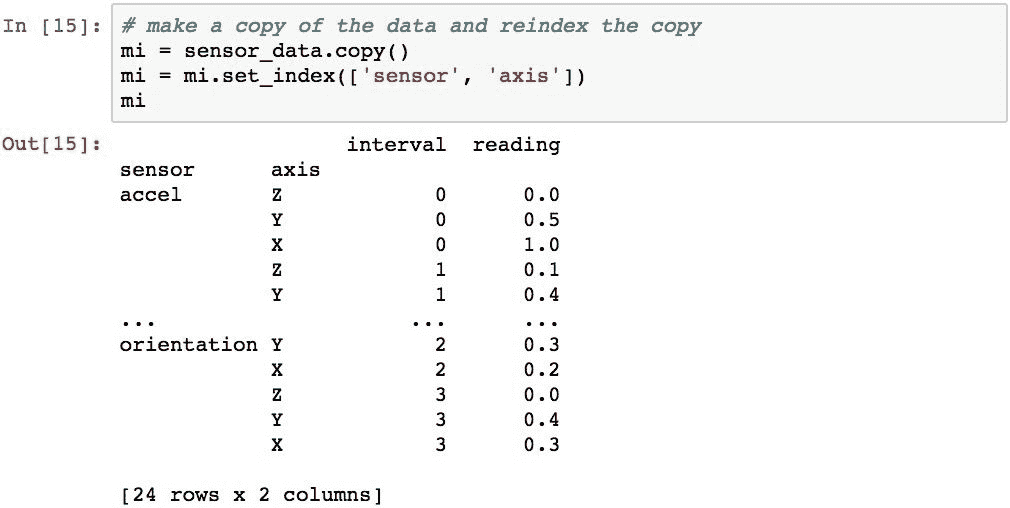 In [15]: # make a copy of the data and reindex the copy
mi = sensor_data.copy()
mi = mi.set_index(['sensor', 'axis'])
mi
Out[15]: interval reading
sensor axis
accel Z 0 0.0
Y 0 0.5
X 0 1.0
Z 1 0.1
Y 1 0.4
... ... ...
orientation Y 2 0.3
X 2 0.2
Z 3 0.0
Y 3 0.4
X 3 0.3
[24 rows x 2 columns]